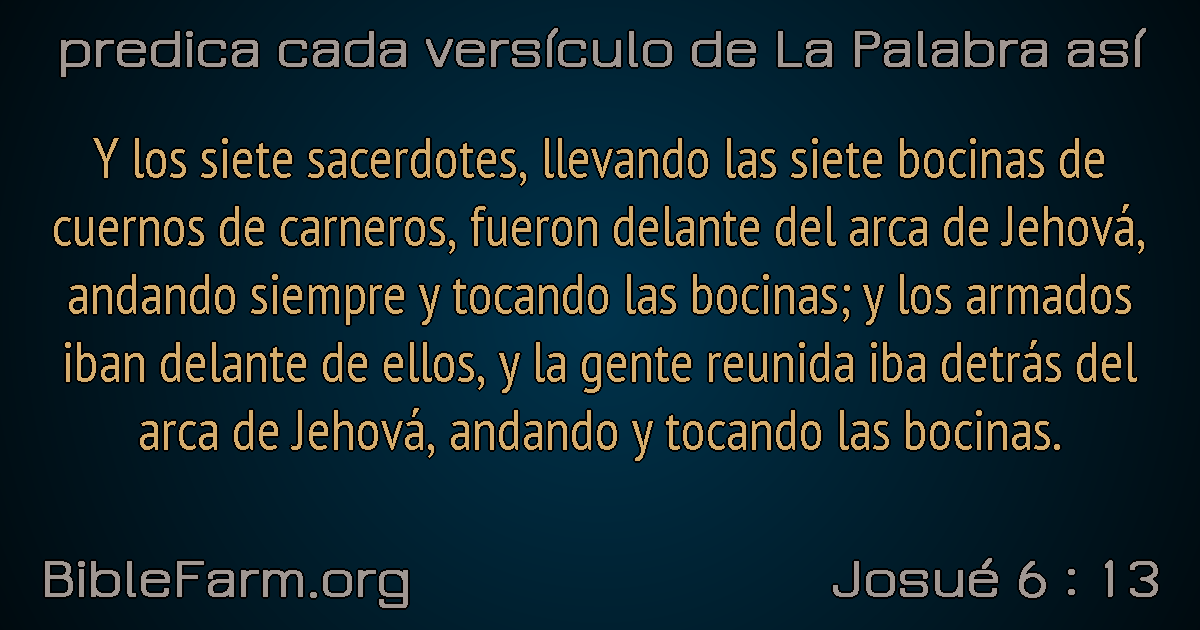 predica cada versículo de La Palabra así
Y los siete sacerdotes, llevando las siete bocinas de
cuernos de carneros, fueron delante del arca de Jehová,
andando siempre y tocando las bocinas; y los armados
iban delante de ellos, y la gente reunida iba detrás del
arca de Jehová, andando y tocando las bocinas.
BibleFarm.org
Josué 6 : 13